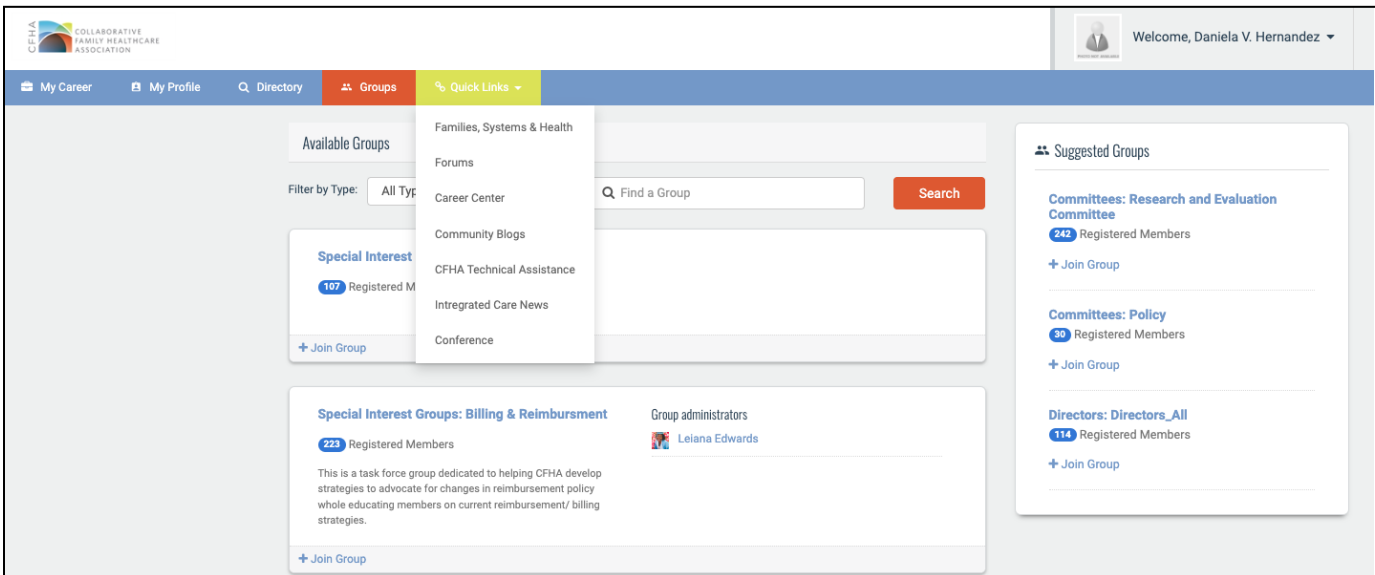 CFHA
COLLABORATIVE
FAMILY HEALTHCARE
ASSOCIATION
Welcome, Daniela V. Hernandez
My Career
My Profile
Directory
Groups
Quick Links
Families, Systems & Health
Forums
Career Center
Community Blogs
CFHA Technical Assistance
Intregrated Care News
Conference
Available Groups
Filter by Type:
All Typ
Find a Group
Search
Special Interest
107 Registered M
+ Join Group
Special Interest Groups: Billing & Reimbursment
223 Registered Members
This is a task force group dedicated to helping CFHA develop
strategies to advocate for changes in reimbursement policy
whole educating members on current reimbursement/ billing
strategies.
+ Join Group
Group administrators
Leiana Edwards
Suggested Groups
Committees: Research and Evaluation
Committee
242 Registered Members
+ Join Group
Committees: Policy
30 Registered Members
+ Join Group
Directors: Directors_All
114 Registered Members
+ Join Group